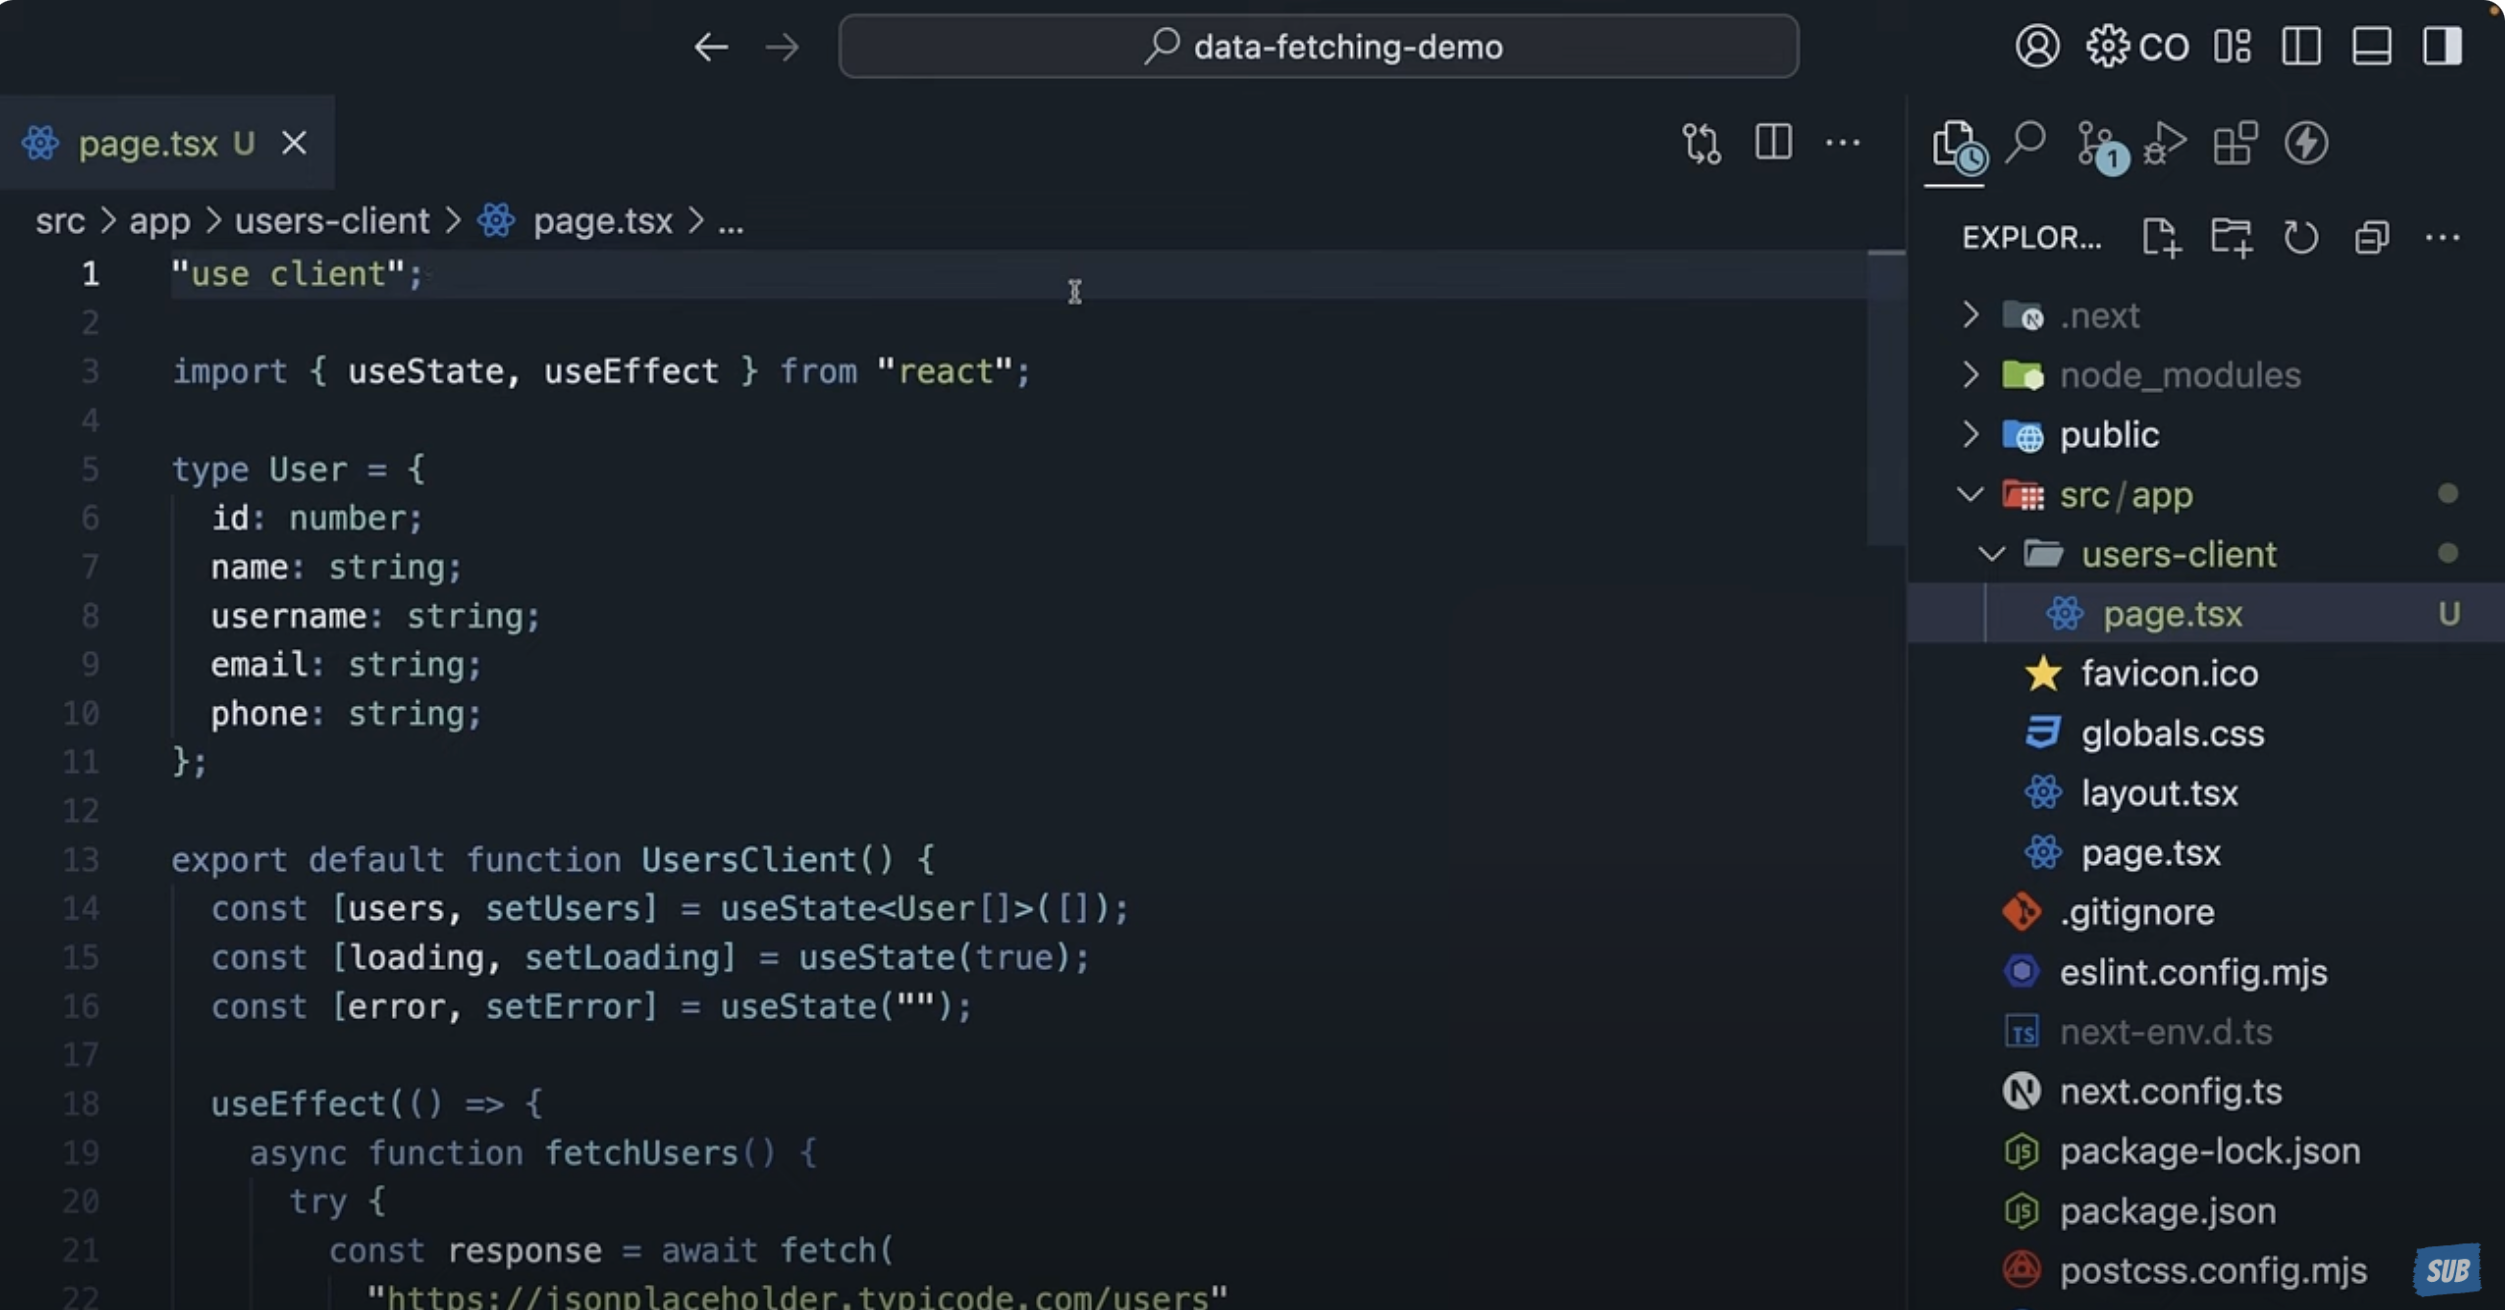 data-fetching-demo
CO
page.tsx U
src > app > users-client > page.tsx > ...
1 "use client";
2
3 import { useState, useEffect } from "react";
4
5 type User = {
6 id: number;
7 name: string;
8 username: string;
9 email: string;
10 phone: string;
11 };
12
13 export default function UsersClient() {
14 const [users, setUsers] = useState<User[]>([]);
15 const [loading, setLoading] = useState(true);
16 const [error, setError] = useState("");
17
18 useEffect(() => {
19 async function fetchUsers() {
20 try {
21 const response = await fetch(
22 "https://jsonplaceholder.typicode.com/users"
1
EXPLOR...
.next
node_modules
public
src/app
users-client
page.tsx U
favicon.ico
globals.css
layout.tsx
page.tsx
.gitignore
eslint.config.mjs
TS next-env.d.ts
N next.config.ts
JS package-lock.json
JS package.json
postcss.config.mjs
SUB